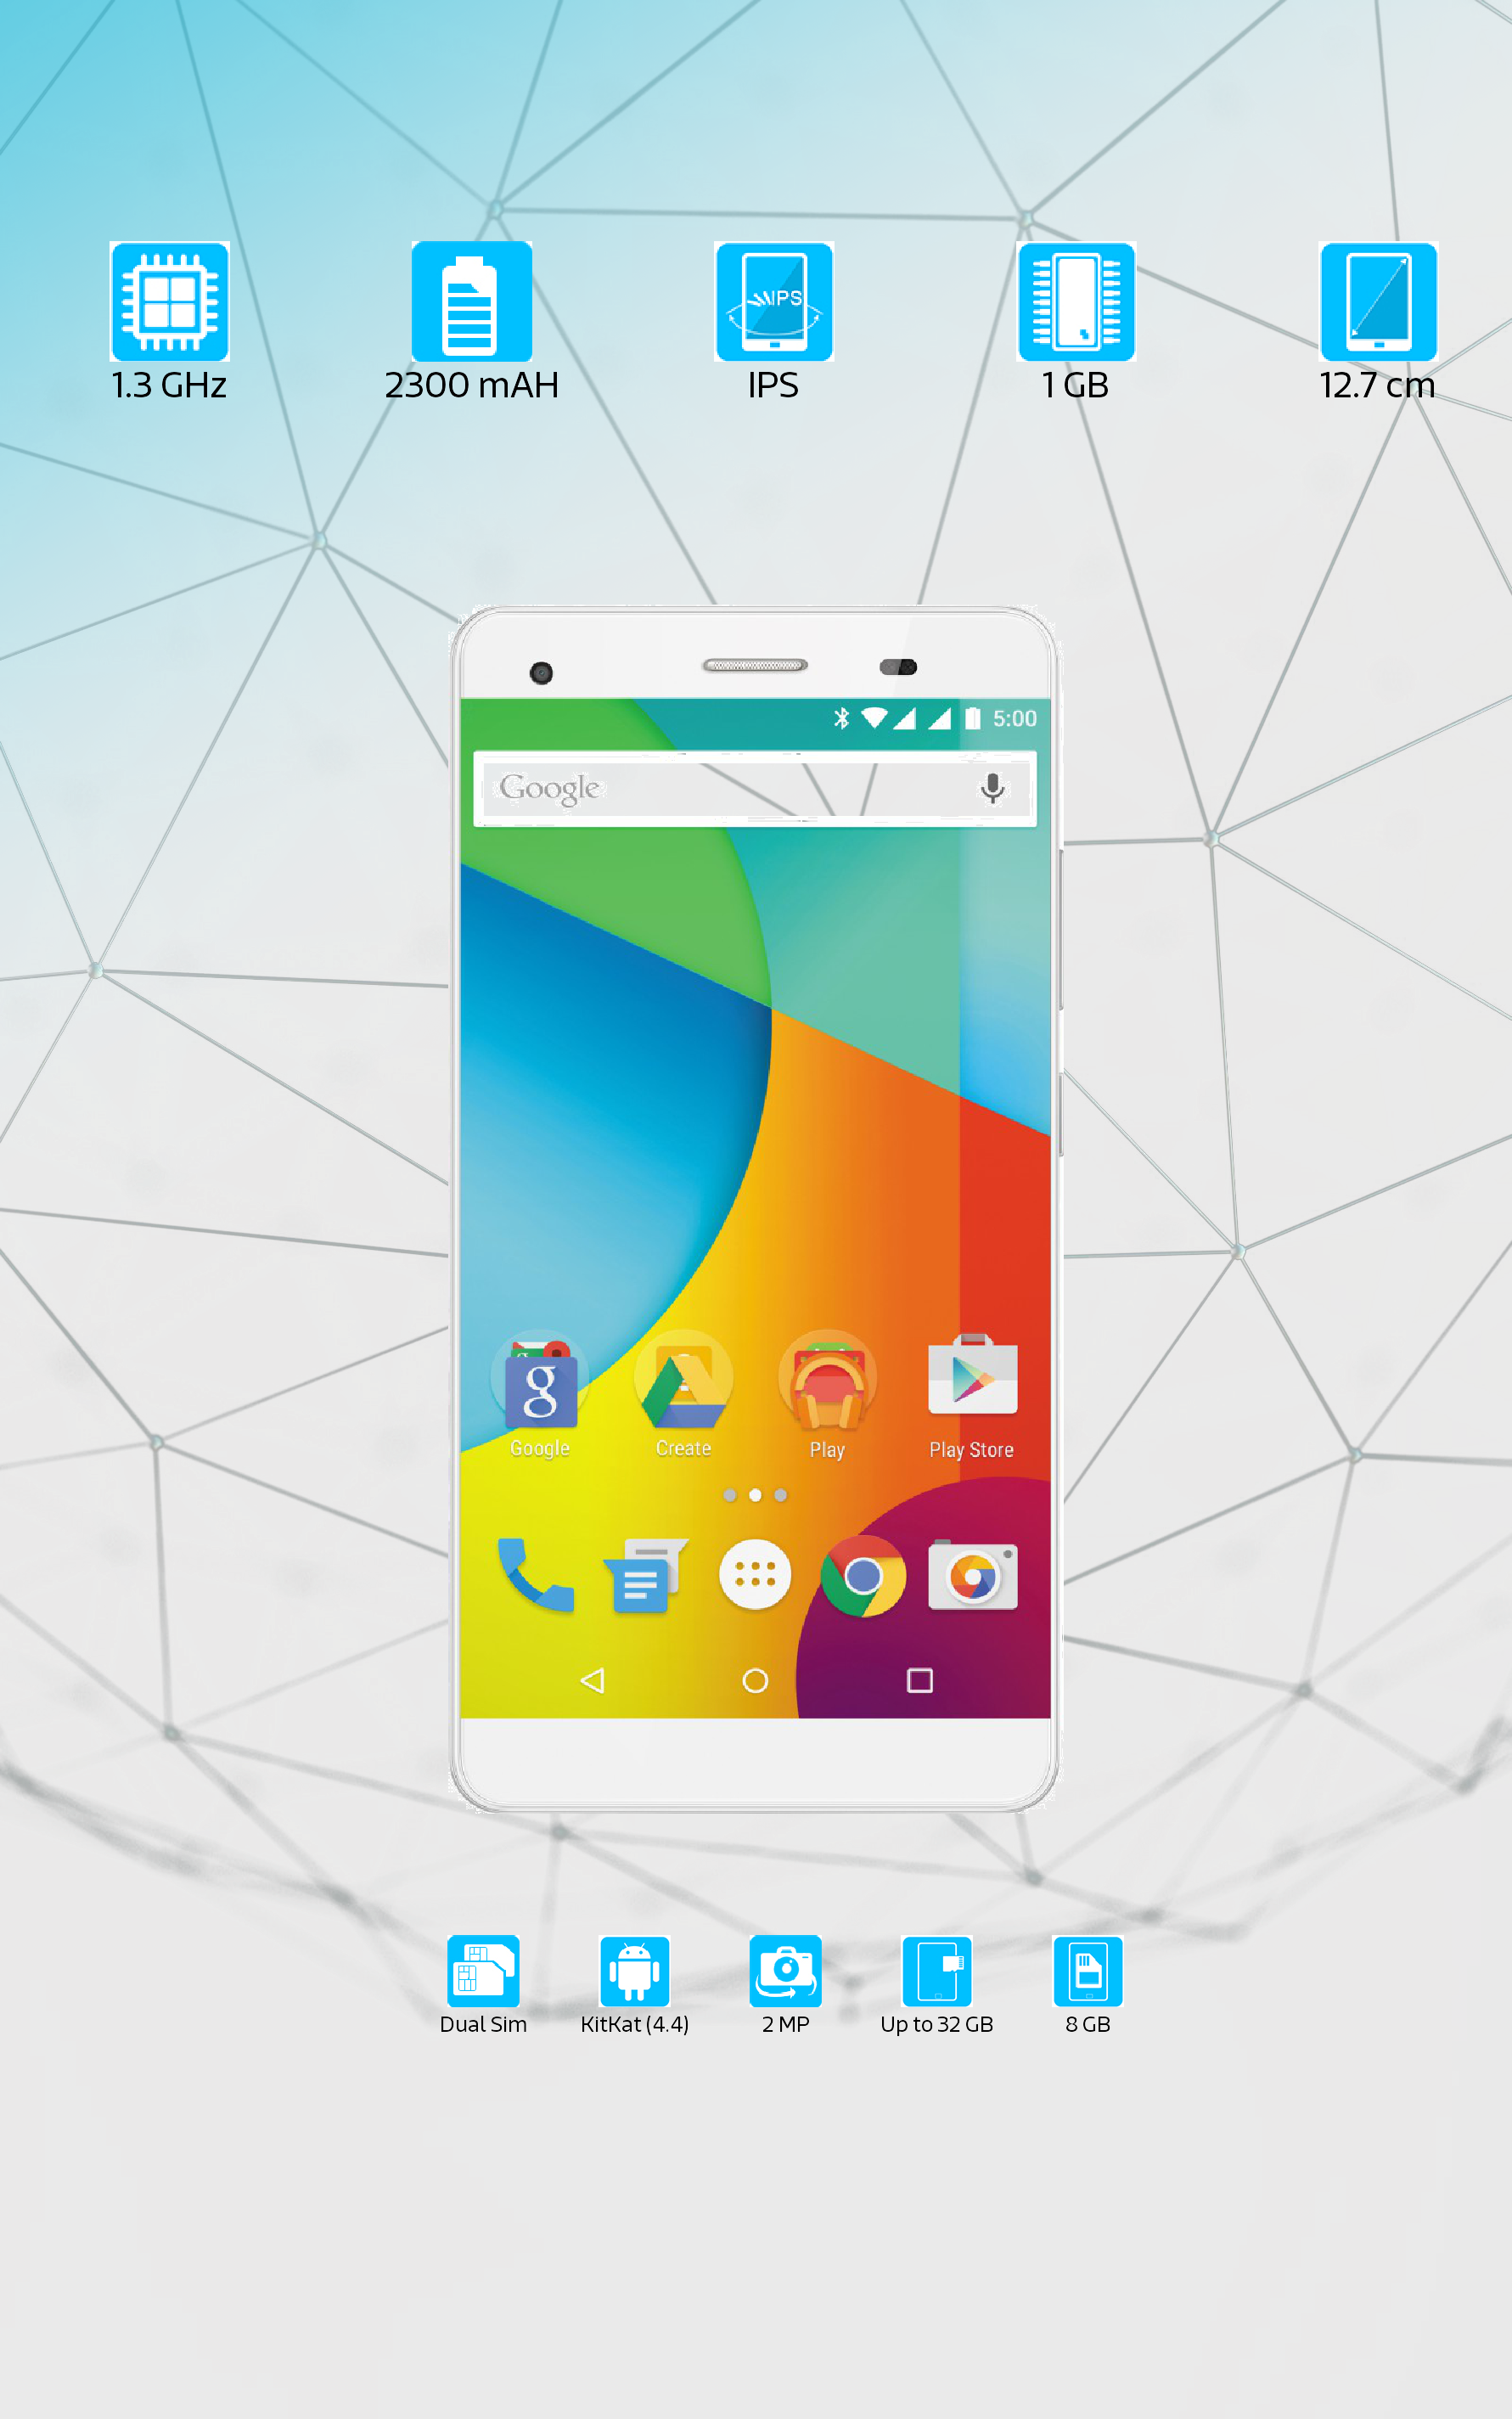 IPS
1.3 GHz
2300 mAH
IPS
1 GB
12.7 cm
5:00
Google
g
Google
Create
Play
Play Store
Dual Sim
KitKat (4.4)
2 MP
Up to 32 GB
8 GB